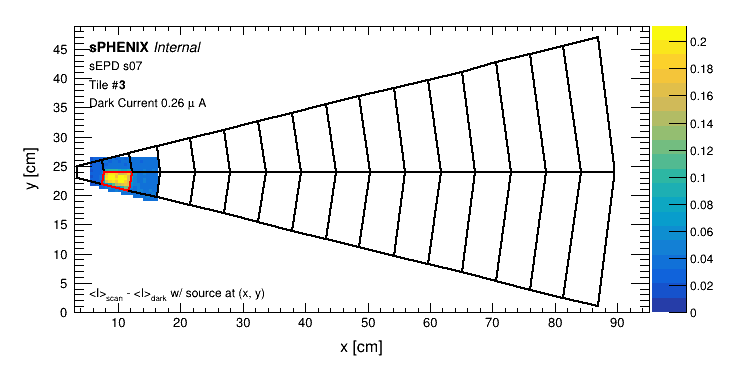 sPHENIX Internal
sEPD s07
Tile #3
Dark Current 0.26 μ A
<I>scan - <I>dark w/ source at (x, y)
y [cm]
45
40
35
30
25
20
15
10
5
0
10 20 30 40 50 60 70 80 90
x [cm]
0.2
0.18
0.16
0.14
0.12
0.1
0.08
0.06
0.04
0.02
0